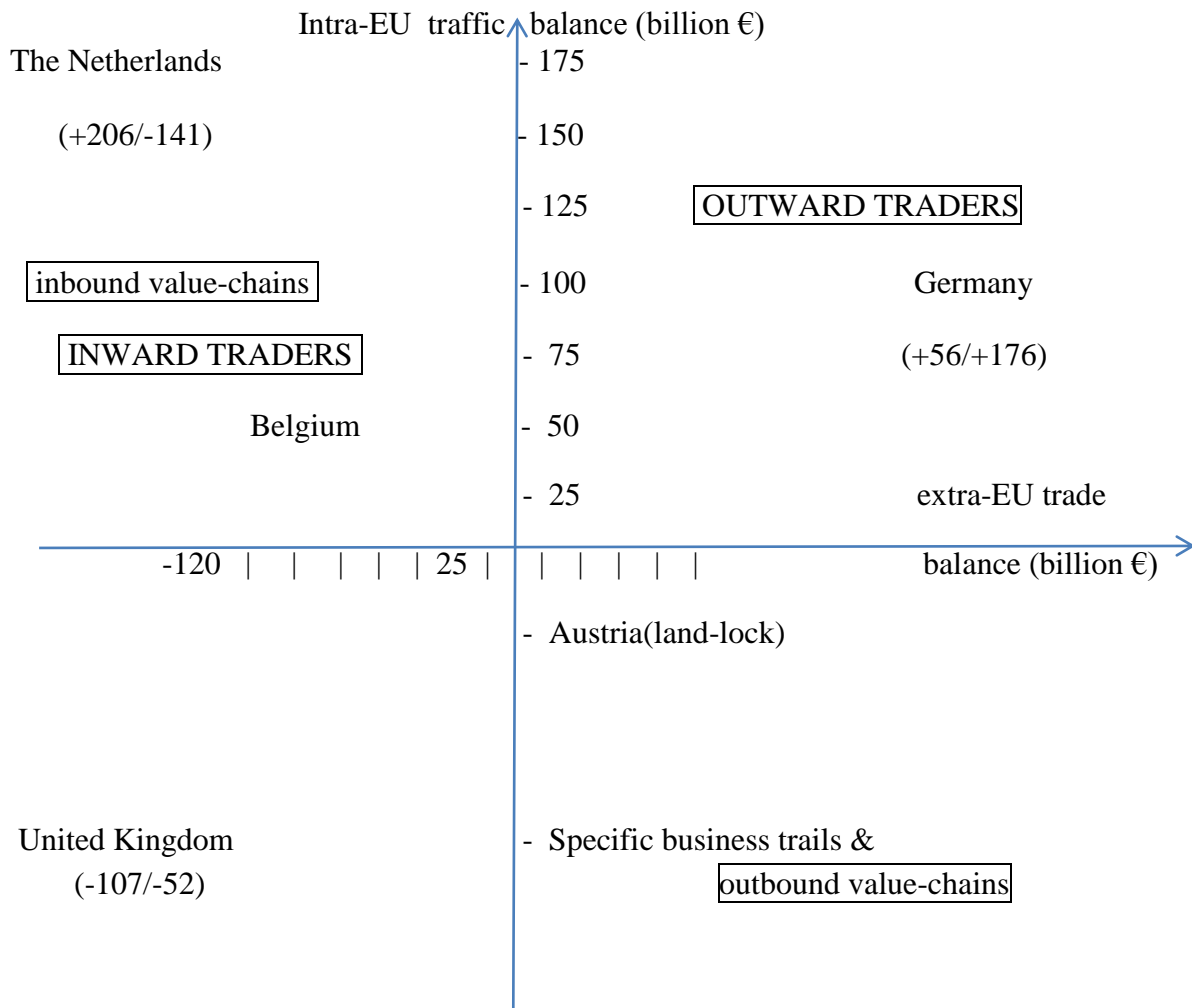 Intra-EU traffic balance (billion €)
The Netherlands - 175
(+206/-141) - 150
- 125 OUTWARD TRADERS
inbound value-chains - 100 Germany
INWARD TRADERS - 75 (+56/+176)
Belgium - 50
- 25 extra-EU trade
-120 | | | | | 25 | | | | | | balance (billion €)
- Austria(land-lock)
United Kingdom - Specific business trails &
(-107/-52) outbound value-chains